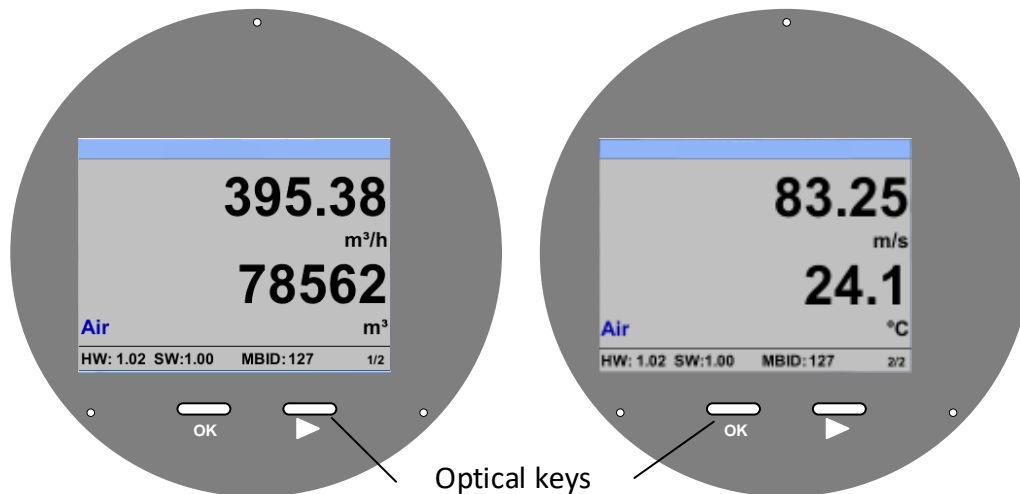 395.38
m³/h
78562
Air m³
HW: 1.02 SW:1.00 MBID:127 1/2
OK
83.25
m/s
24.1
Air °C
HW: 1.02 SW:1.00 MBID:127 2/2
OK
Optical keys